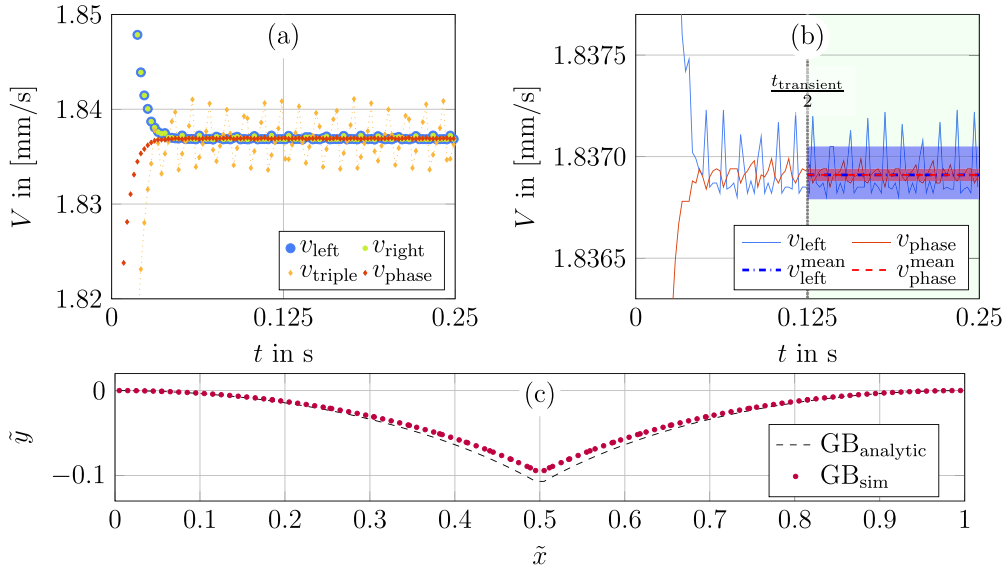 (a)
V in [mm/s]
1.85
1.84
1.83
1.82
v_left v_right
v_triple v_phase
0 0.125 0.25
t in s
(b)
V in [mm/s]
1.8375
1.8370
1.8365
t_transient
2
v_left v_phase
v_left^mean v_phase^mean
0 0.125 0.25
t in s
(c)
ỹ
0
−0.1
GB_analytic
GB_sim
0 0.1 0.2 0.3 0.4 0.5 0.6 0.7 0.8 0.9 1
x̃